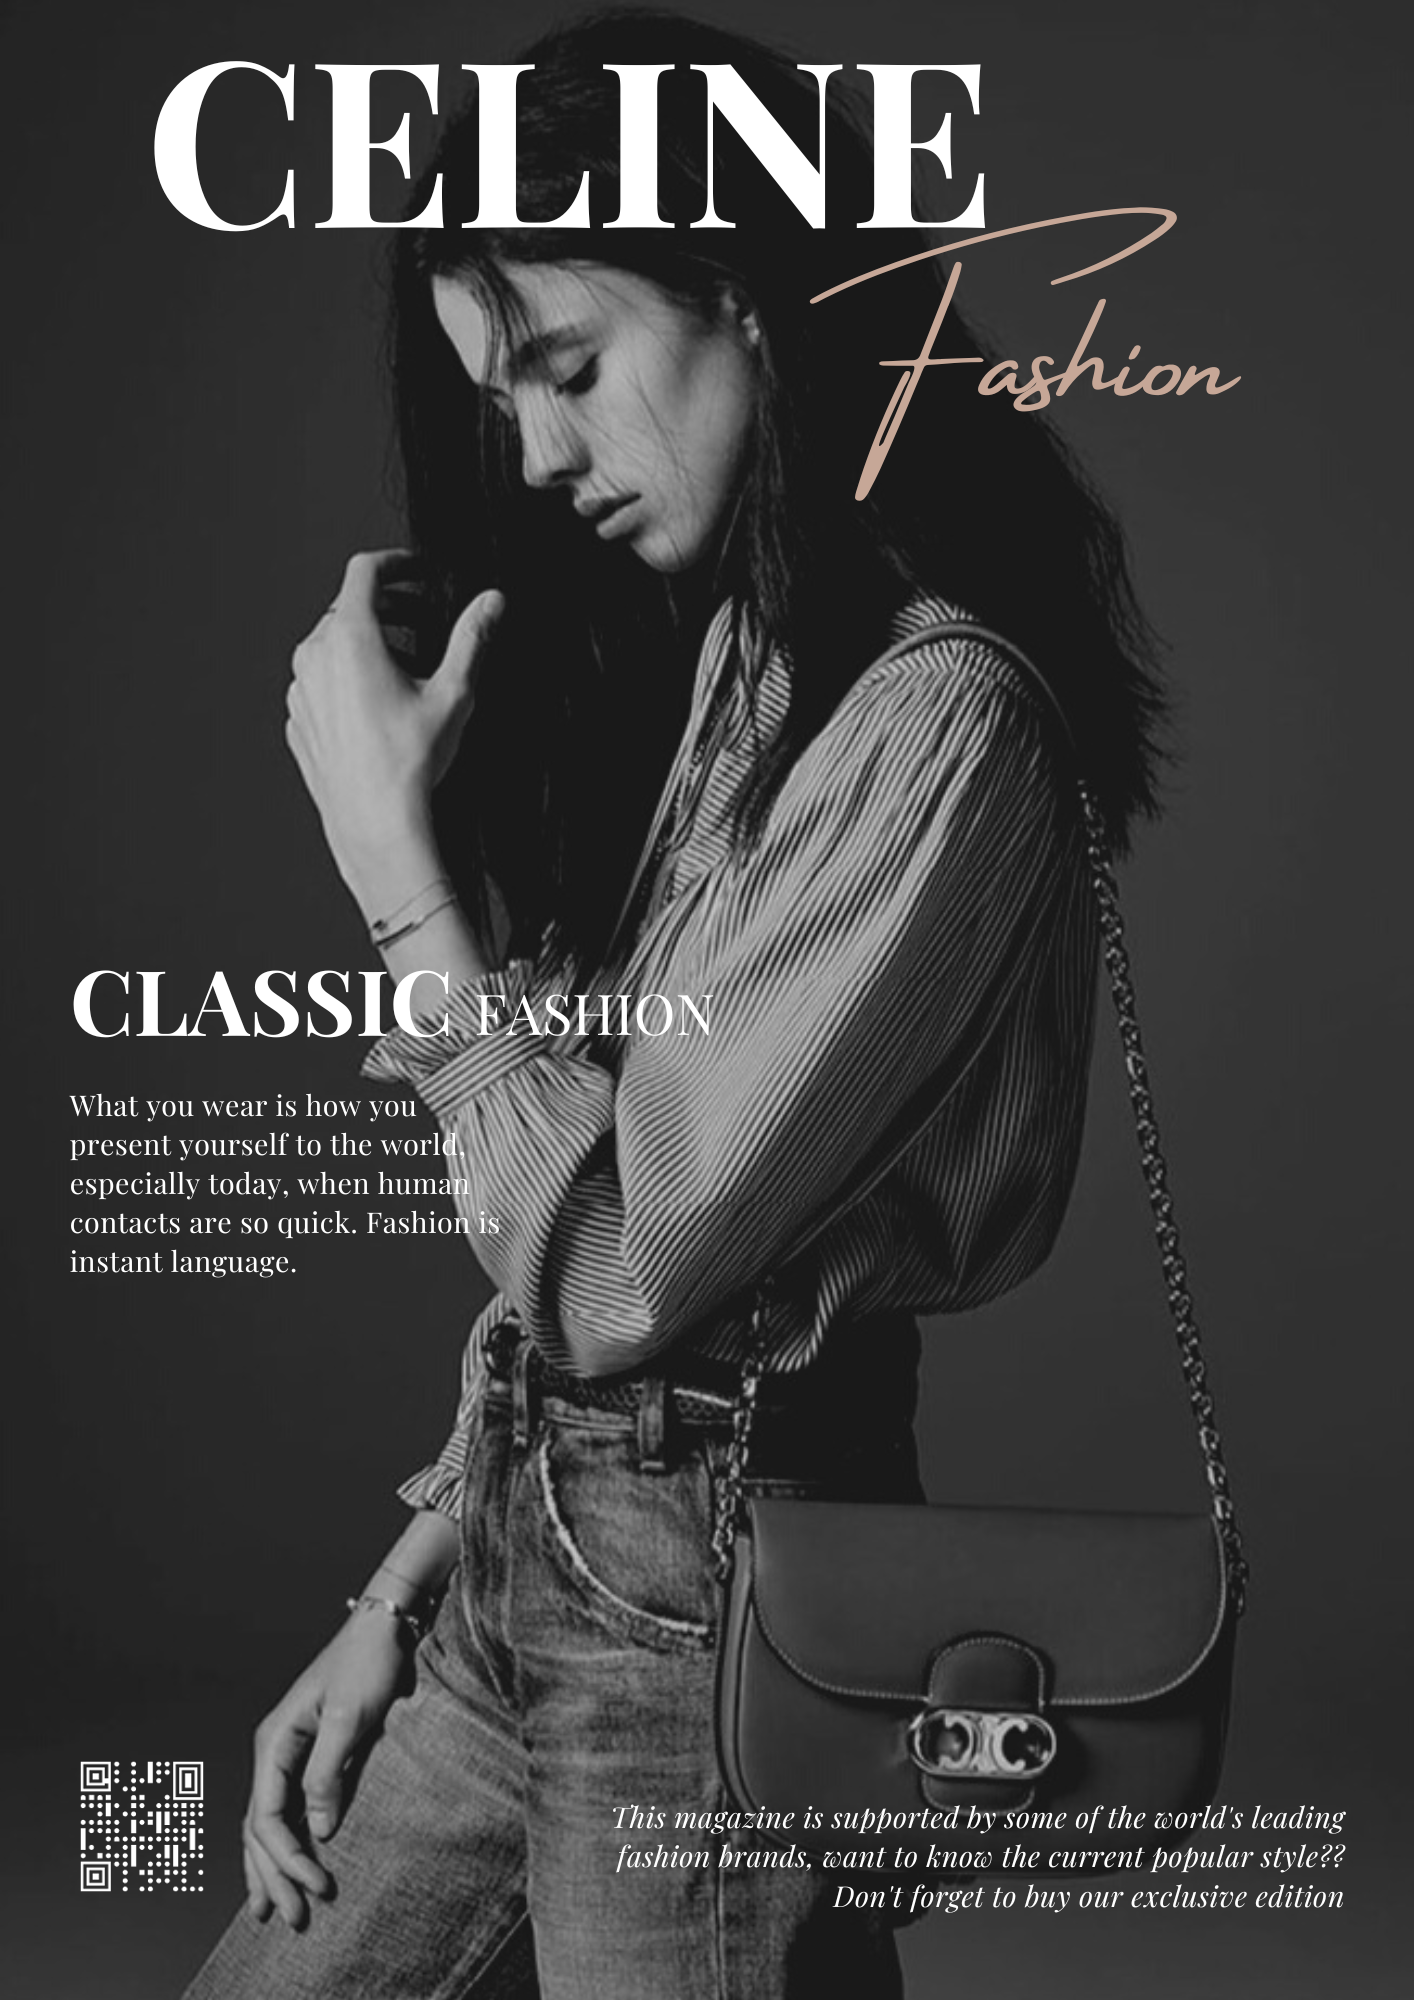 CELINE
Fashion
CLASSIC FASHION
What you wear is how you
present yourself to the world,
especially today, when human
contacts are so quick. Fashion is
instant language.
This magazine is supported by some of the world's leading
fashion brands, want to know the current popular style??
Don't forget to buy our exclusive edition